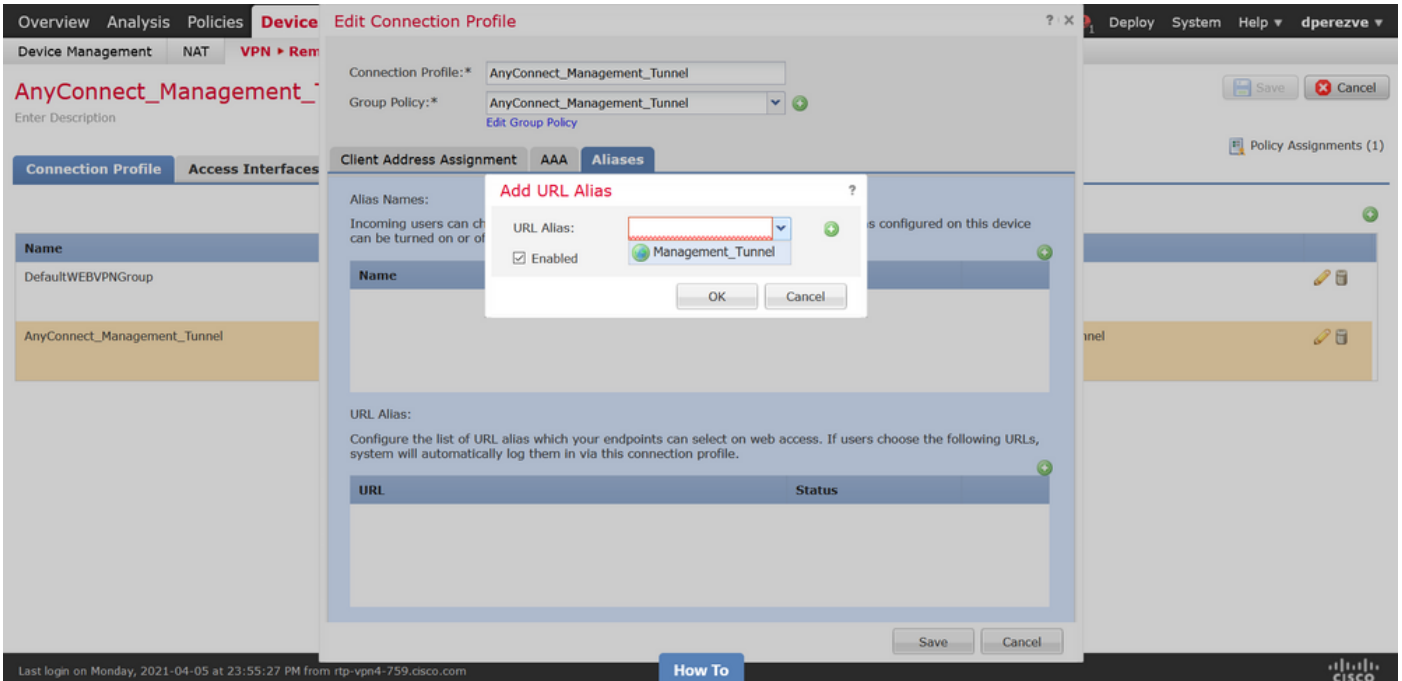 Overview Analysis Policies Device
Edit Connection Profile
? X
1 Deploy System Help ▾ dperezve ▾
Device Management NAT VPN ▸ Rem
Connection Profile:* AnyConnect_Management_Tunnel
AnyConnect_Management_
Save Cancel
Group Policy:* AnyConnect_Management_Tunnel
Enter Description
Edit Group Policy
Policy Assignments (1)
Connection Profile Access Interfaces
Client Address Assignment AAA Aliases
Add URL Alias ?
Alias Names:
Incoming users can ch
s configured on this device
can be turned on or of
URL Alias:
Management_Tunnel
Enabled
OK Cancel
Name
Name
DefaultWEBVPNGroup
AnyConnect_Management_Tunnel
nnel
URL Alias:
Configure the list of URL alias which your endpoints can select on web access. If users choose the following URLs,
system will automatically log them in via this connection profile.
URL Status
Save Cancel
Last login on Monday, 2021-04-05 at 23:55:27 PM from rtp-vpn4-759.cisco.com
How To
CISCO